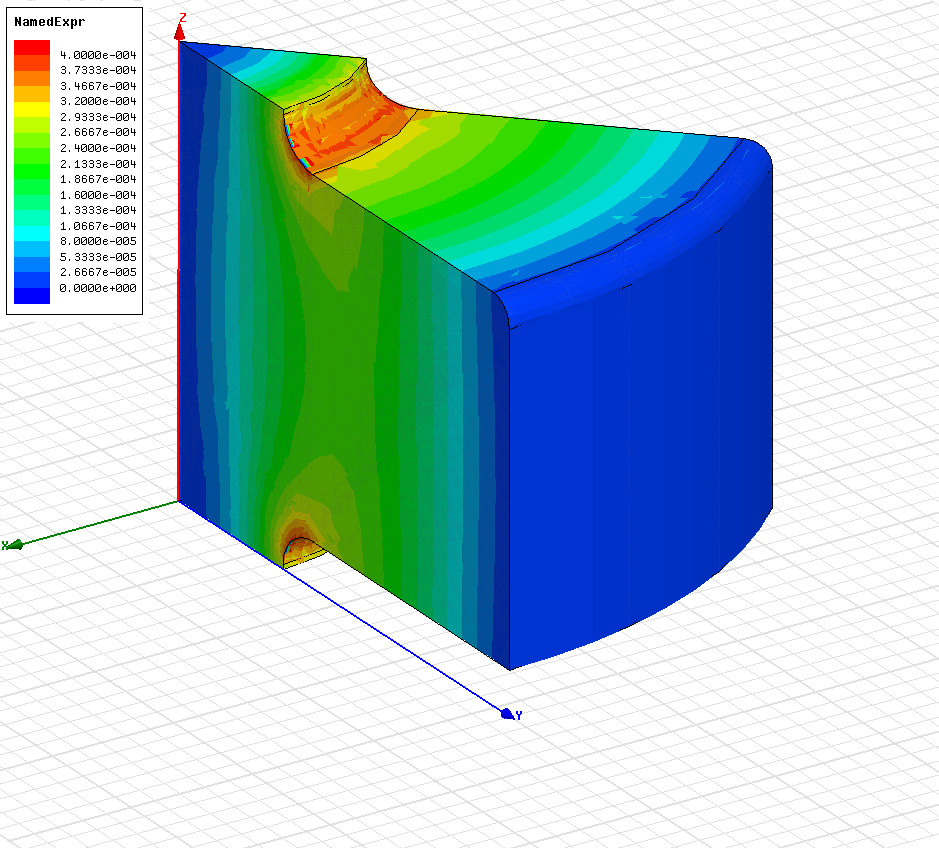 NamedExpr
4.0000e-004
3.7333e-004
3.4667e-004
3.2000e-004
2.9333e-004
2.6667e-004
2.4000e-004
2.1333e-004
1.8667e-004
1.6000e-004
1.3333e-004
1.0667e-004
8.0000e-005
5.3333e-005
2.6667e-005
0.0000e+000
Z
X
Y